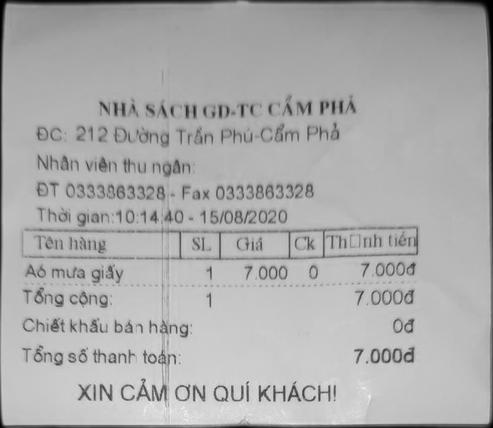 NHÀ SÁCH GD-TC CẨM PHẢ
ĐC: 212 Đường Trần Phú-Cẩm Phả
Nhân viên thu ngân:
ĐT 0333863328 - Fax 0333863328
Thời gian:10:14:40 - 15/08/2020
Tên hàng SL Giá Ck Th□nh tiền
Aó mưa giấy 1 7.000 0 7.000đ
Tổng cộng: 1 7.000đ
Chiết khấu bán hàng: 0đ
Tổng số thanh toán: 7.000đ
XIN CẢM ƠN QUÍ KHÁCH!